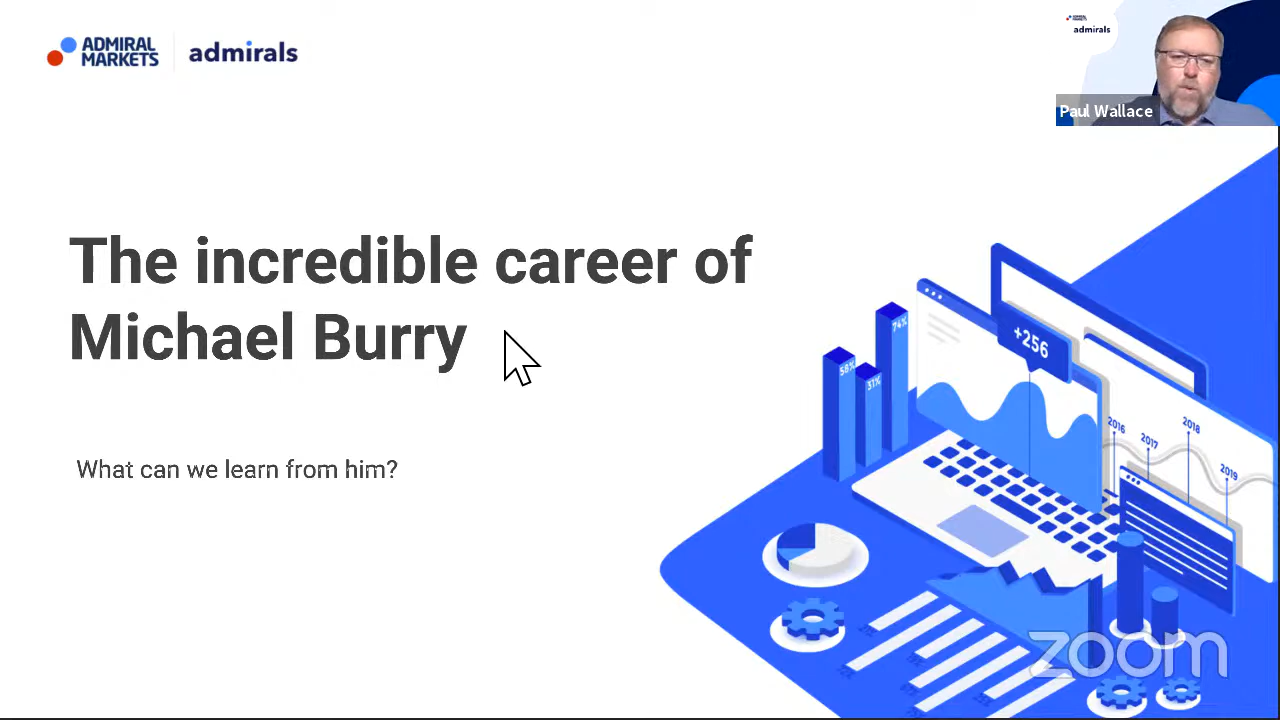 ADMIRAL
MARKETS
admirals
admirals
Paul Wallace
The incredible career of
Michael Burry
What can we learn from him?
+256
74%
58%
31%
2016
2017
2018
2019
zoom